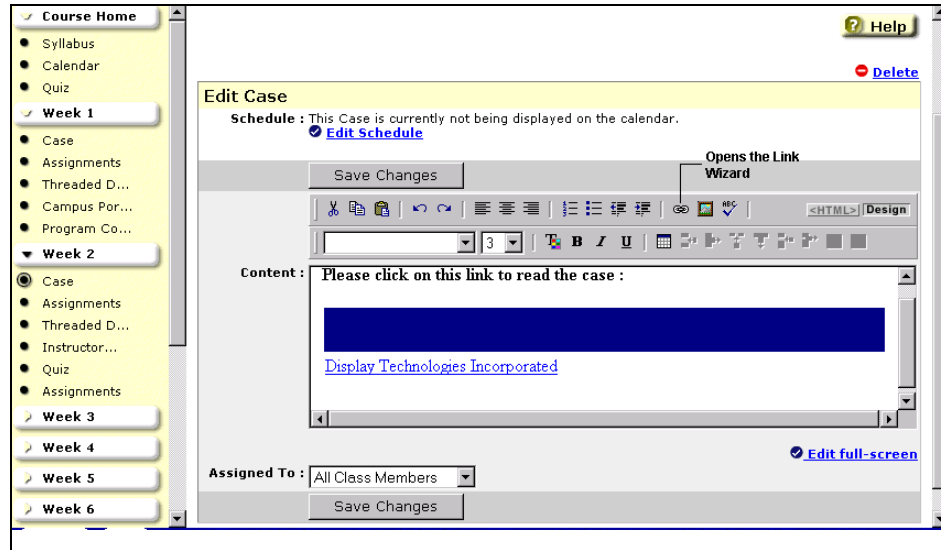 Course Home
Syllabus
Calendar
Quiz
Week 1
Case
Assignments
Threaded D...
Campus Por...
Program Co...
Week 2
Case
Assignments
Threaded D...
Instructor...
Quiz
Assignments
Week 3
Week 4
Week 5
Week 6
Help
Delete
Edit Case
Schedule : This Case is currently not being displayed on the calendar.
Edit Schedule
Opens the Link
Wizard
Save Changes
ABC
<HTML> Design
3 B I U
Content :
Please click on this link to read the case :
Display Technologies Incorporated
Edit full-screen
Assigned To : All Class Members
Save Changes